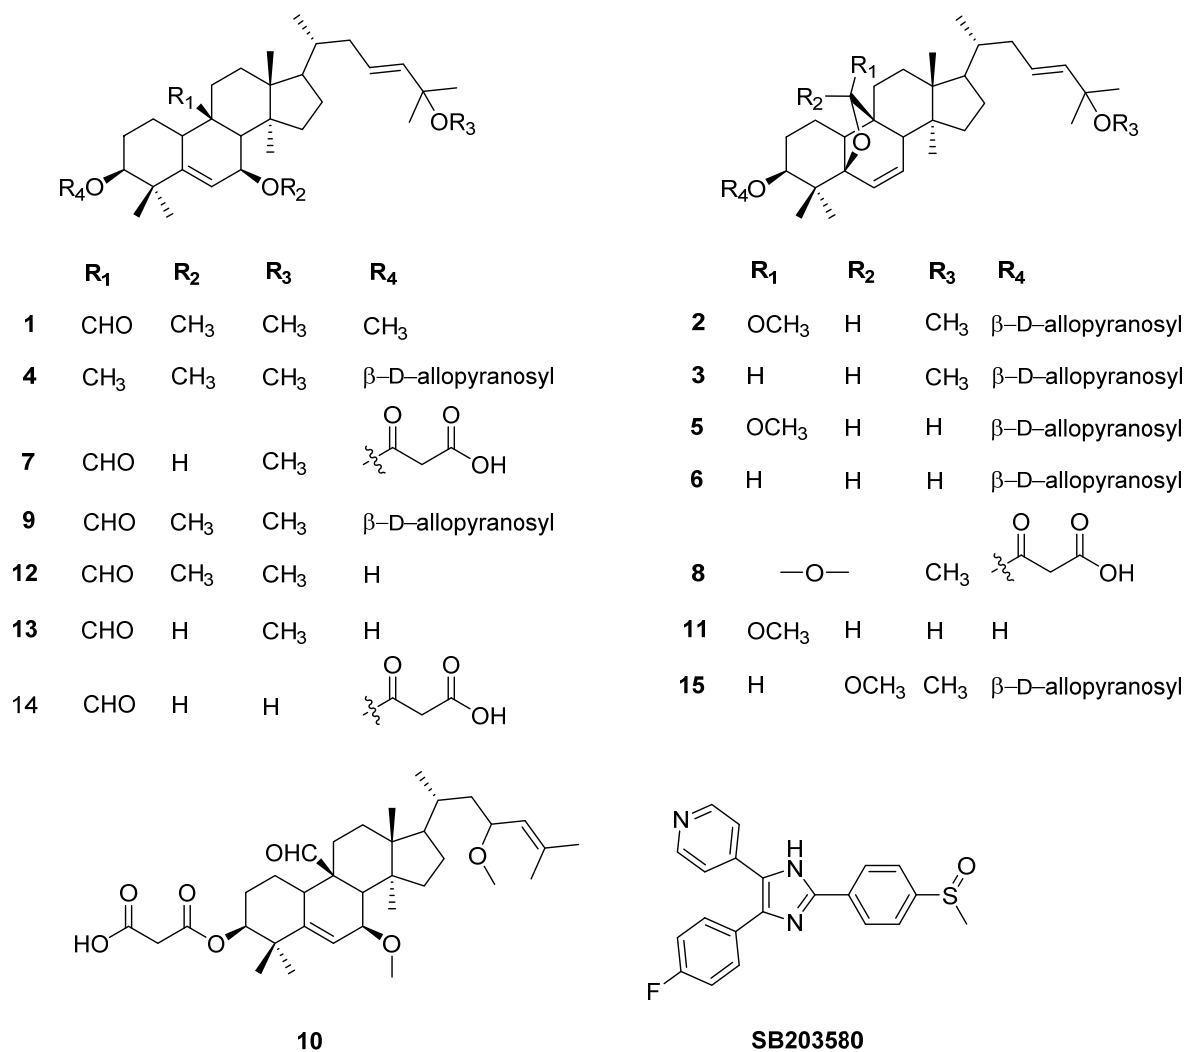 R1
OR3
R4O
OR2
R1
R2
O
OR3
R4O
R1 R2 R3 R4
1 CHO CH3 CH3 CH3
4 CH3 CH3 CH3 β–D–allopyranosyl
O O
7 CHO H CH3 OH
9 CHO CH3 CH3 β–D–allopyranosyl
12 CHO CH3 CH3 H
13 CHO H CH3 H
O O
14 CHO H H OH
R1 R2 R3 R4
2 OCH3 H CH3 β–D–allopyranosyl
3 H H CH3 β–D–allopyranosyl
5 OCH3 H H β–D–allopyranosyl
6 H H H β–D–allopyranosyl
O O
8 —O— CH3 OH
11 OCH3 H H H
15 H OCH3 CH3 β–D–allopyranosyl
OHC
O
O O
HO O O
10
N
H
N
N
O
S
F
SB203580